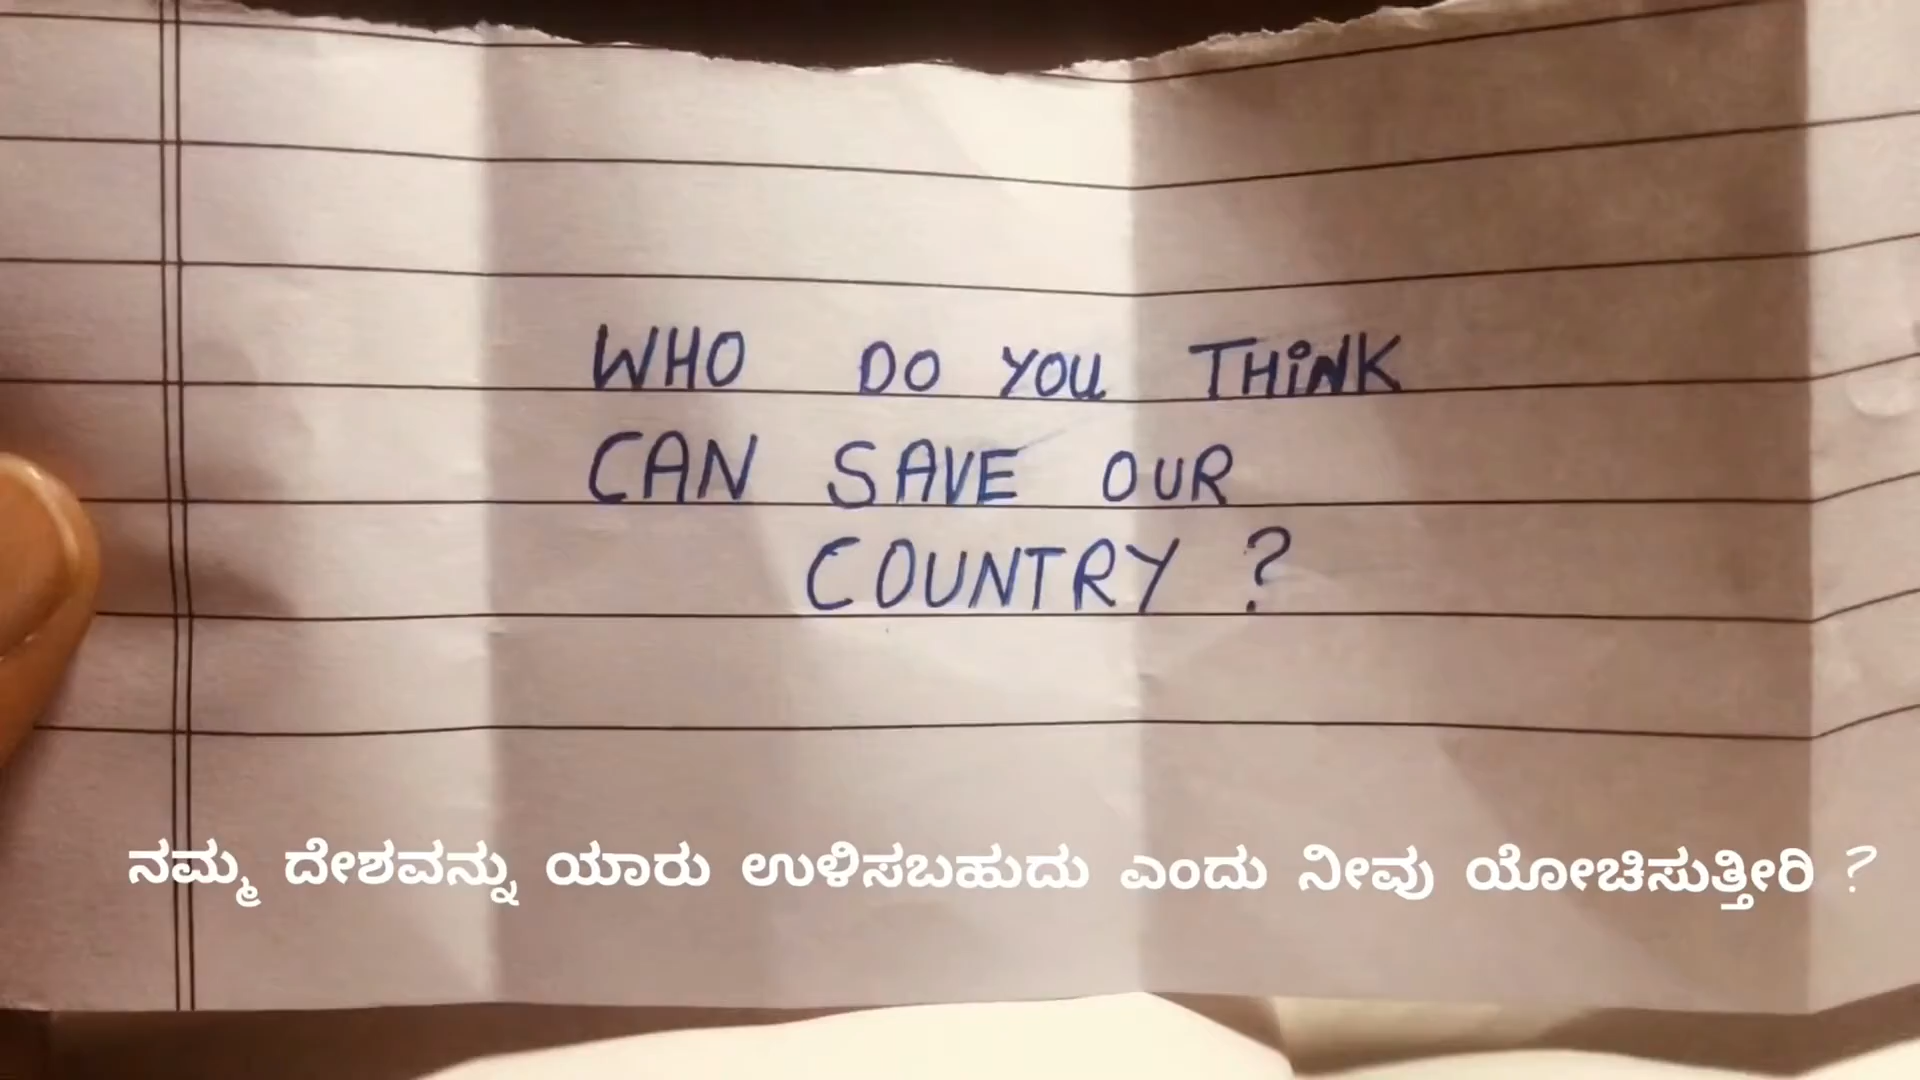 WHO DO YOU THiNK
CAN SAVE OUR
COUNTRY ?
ನಮ್ಮ ದೇಶವನ್ನು ಯಾರು ಉಳಿಸಬಹುದು ಎಂದು ನೀವು ಯೋಚಿಸುತ್ತೀರಿ ?